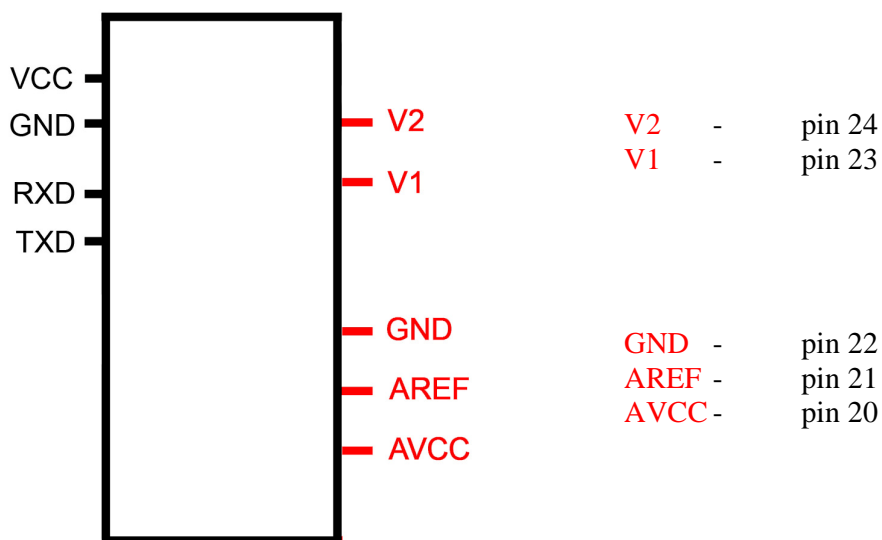 VCC
GND
RXD
TXD
V2
V1
GND
AREF
AVCC
V2 - pin 24
V1 - pin 23
GND - pin 22
AREF - pin 21
AVCC - pin 20